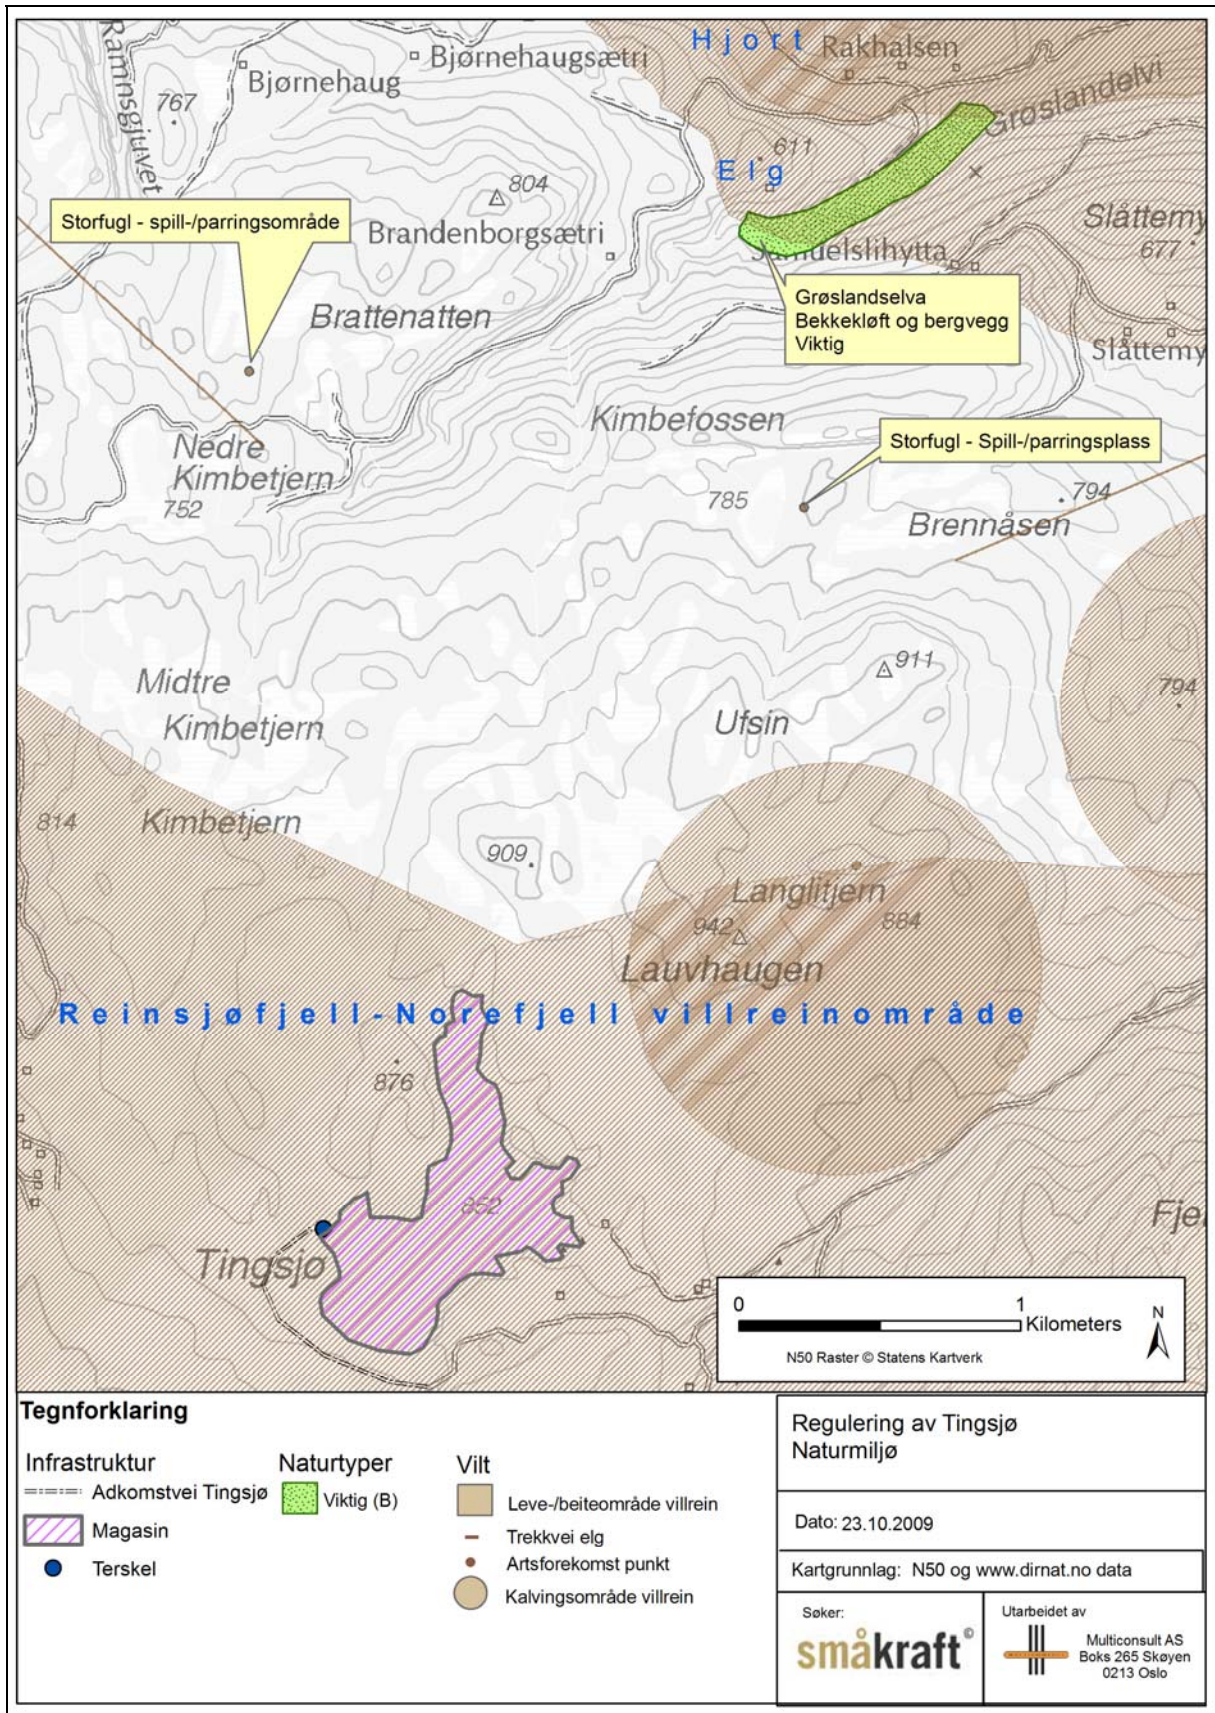 Hjort
Rakhalsen
Bjørnehaugsætri
Bjørnehaug
Ramnsgjuvet
767
Grøslandelvi
611
Elg
804
Storfugl - spill-/parringsområde
Brandenborgsætri
Slåttemy
677
Samuelslihytta
Grøslandselva
Bekkekløft og bergvegg
Viktig
Brattenatten
Slåttemy
Kimbefossen
Nedre
Kimbetjern
752
Storfugl - Spill-/parringsplass
785
794
Brennåsen
911
Midtre
Kimbetjern
794
Ufsin
814
Kimbetjern
909
Langlitjern
942
884
Lauvhaugen
Reinsjøfjell-Norefjell villreinområde
876
852
Fjel
Tingsjø
0
1
Kilometers
N
N50 Raster © Statens Kartverk
Tegnforklaring
Infrastruktur
Adkomstvei Tingsjø
Magasin
Terskel
Naturtyper
Viktig (B)
Vilt
Leve-/beiteområde villrein
Trekkvei elg
Artsforekomst punkt
Kalvingsområde villrein
Regulering av Tingsjø
Naturmiljø
Dato: 23.10.2009
Kartgrunnlag: N50 og www.dirnat.no data
Søker:
småkraft©
Utarbeidet av
Multiconsult AS
Boks 265 Skøyen
0213 Oslo